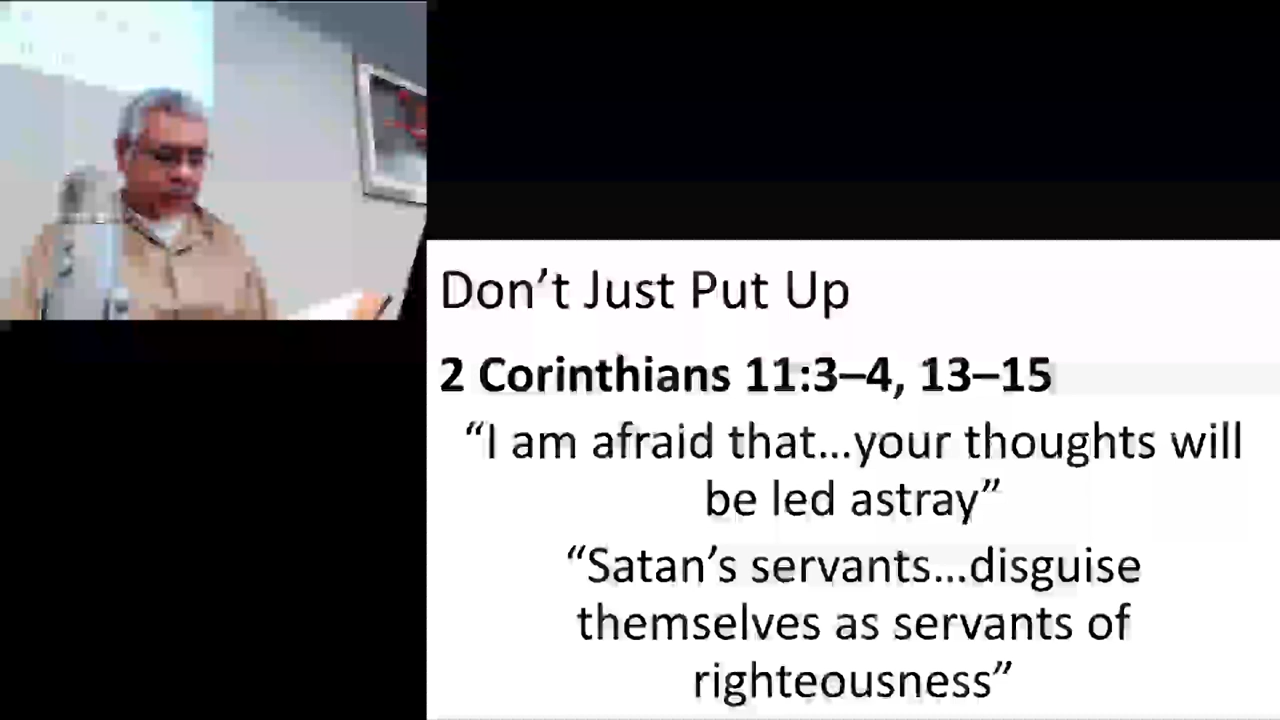 Don’t Just Put Up
2 Corinthians 11:3–4, 13–15
“I am afraid that…your thoughts will
be led astray”
“Satan’s servants…disguise
themselves as servants of
righteousness”